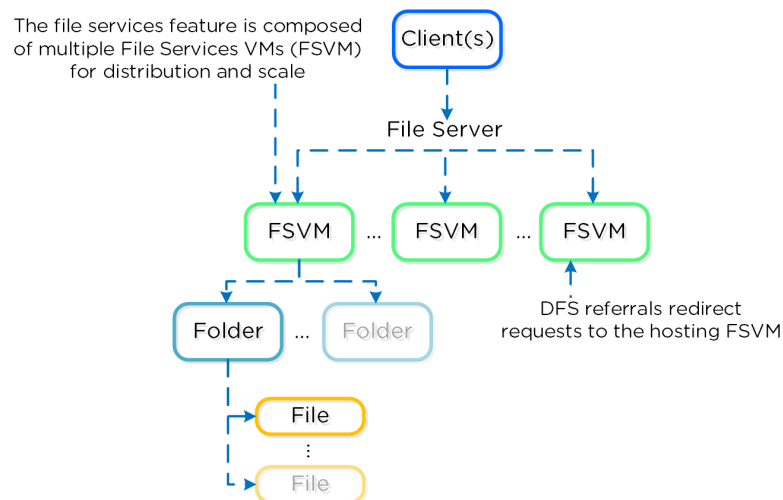 The file services feature is composed
of multiple File Services VMs (FSVM)
for distribution and scale
Client(s)
File Server
FSVM ... FSVM ... FSVM
Folder ... Folder
DFS referrals redirect
requests to the hosting FSVM
File
...
File